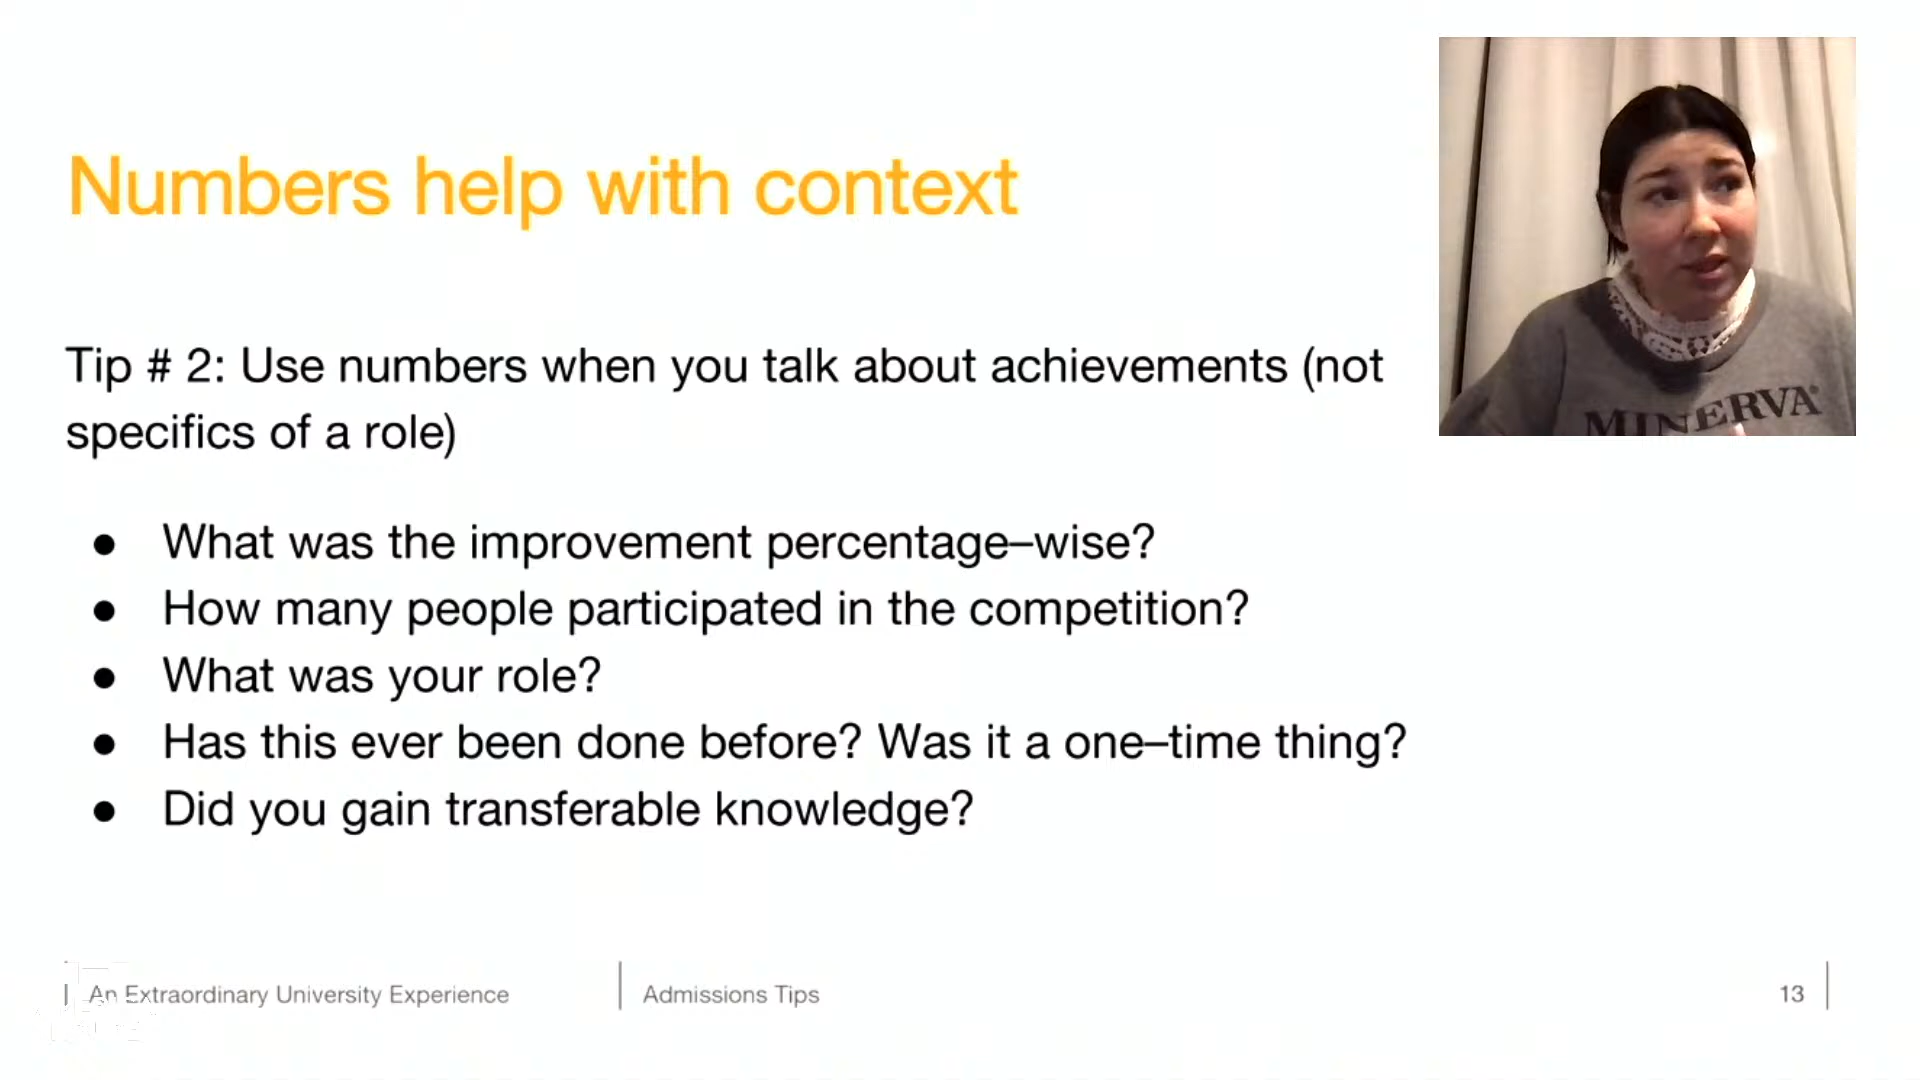 Numbers help with context
Tip # 2: Use numbers when you talk about achievements (not
specifics of a role)
● What was the improvement percentage–wise?
● How many people participated in the competition?
● What was your role?
● Has this ever been done before? Was it a one–time thing?
● Did you gain transferable knowledge?
MINERVA
An Extraordinary University Experience
Admissions Tips
13